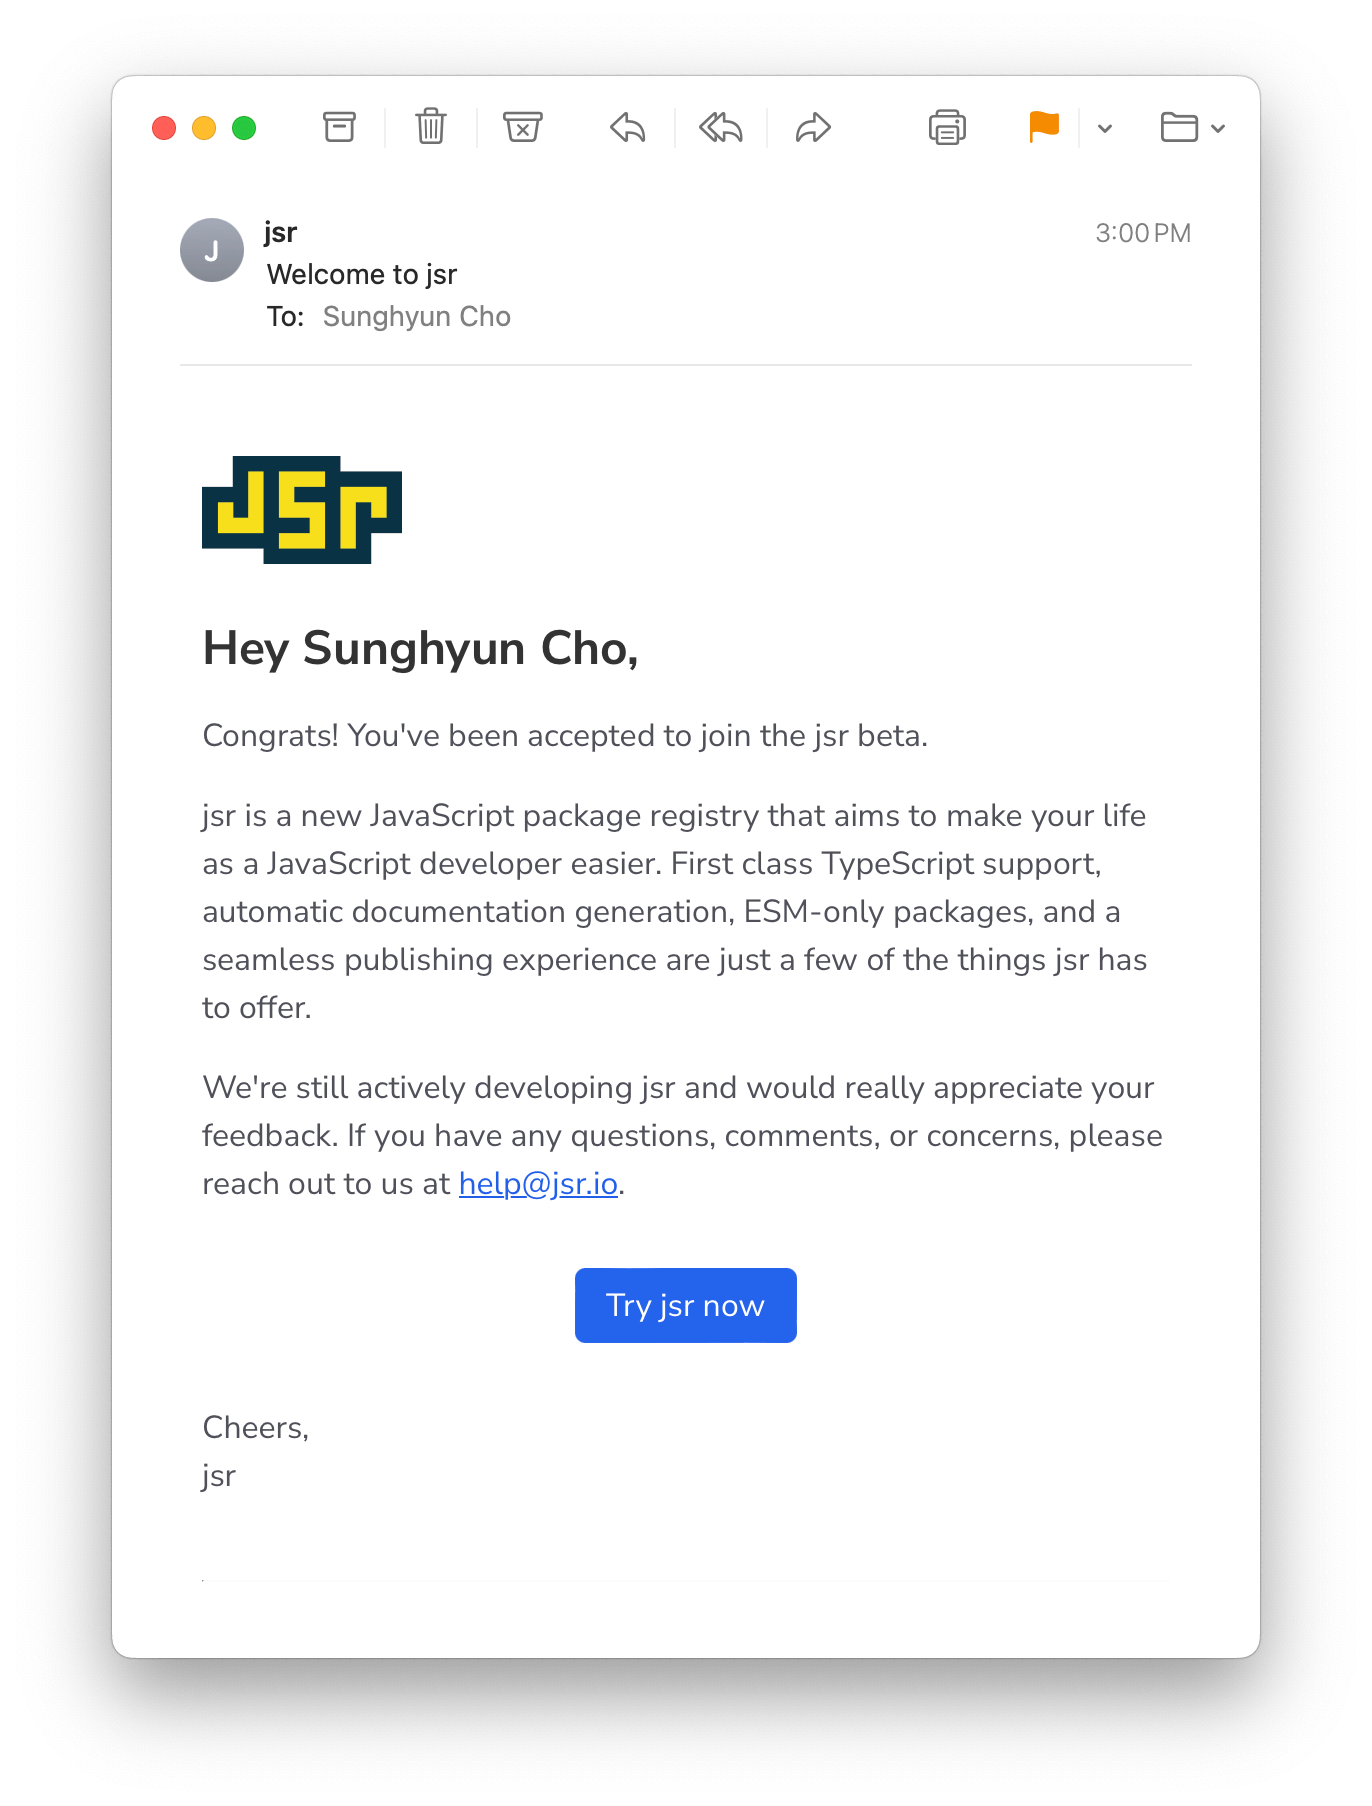 jsr
3:00 PM
Welcome to jsr
To: Sunghyun Cho
J
jsr
Hey Sunghyun Cho,
Congrats! You've been accepted to join the jsr beta.
jsr is a new JavaScript package registry that aims to make your life
as a JavaScript developer easier. First class TypeScript support,
automatic documentation generation, ESM-only packages, and a
seamless publishing experience are just a few of the things jsr has
to offer.
We're still actively developing jsr and would really appreciate your
feedback. If you have any questions, comments, or concerns, please
reach out to us at help@jsr.io.
Try jsr now
Cheers,
jsr